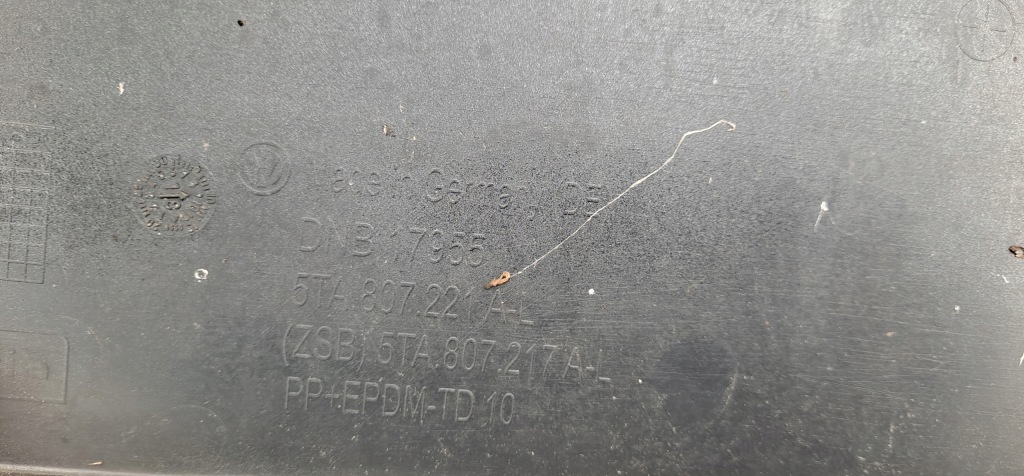 Made in Germany DE
DNB.17955
5TA.807.221 A-L
(ZSB) 5TA.807.217 A-L
PP+EPDM-TD 10